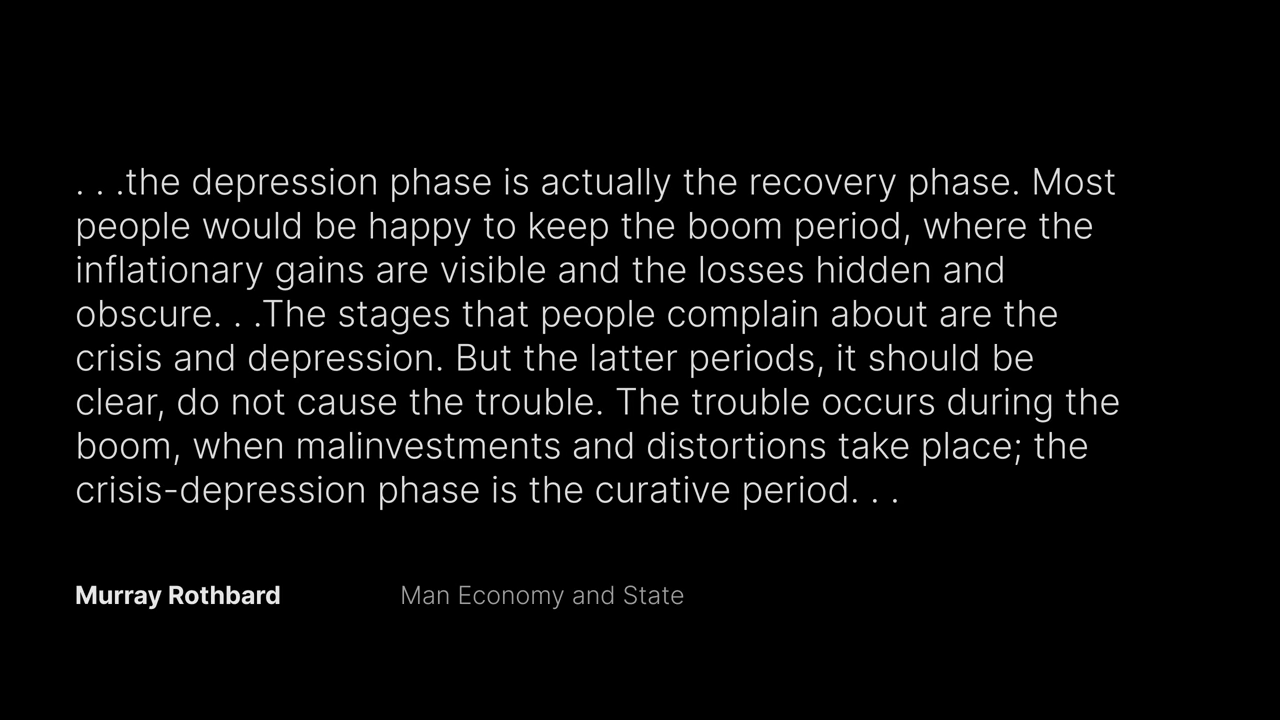 . . .the depression phase is actually the recovery phase. Most
people would be happy to keep the boom period, where the
inflationary gains are visible and the losses hidden and
obscure. . .The stages that people complain about are the
crisis and depression. But the latter periods, it should be
clear, do not cause the trouble. The trouble occurs during the
boom, when malinvestments and distortions take place; the
crisis-depression phase is the curative period. . .
Murray Rothbard Man Economy and State